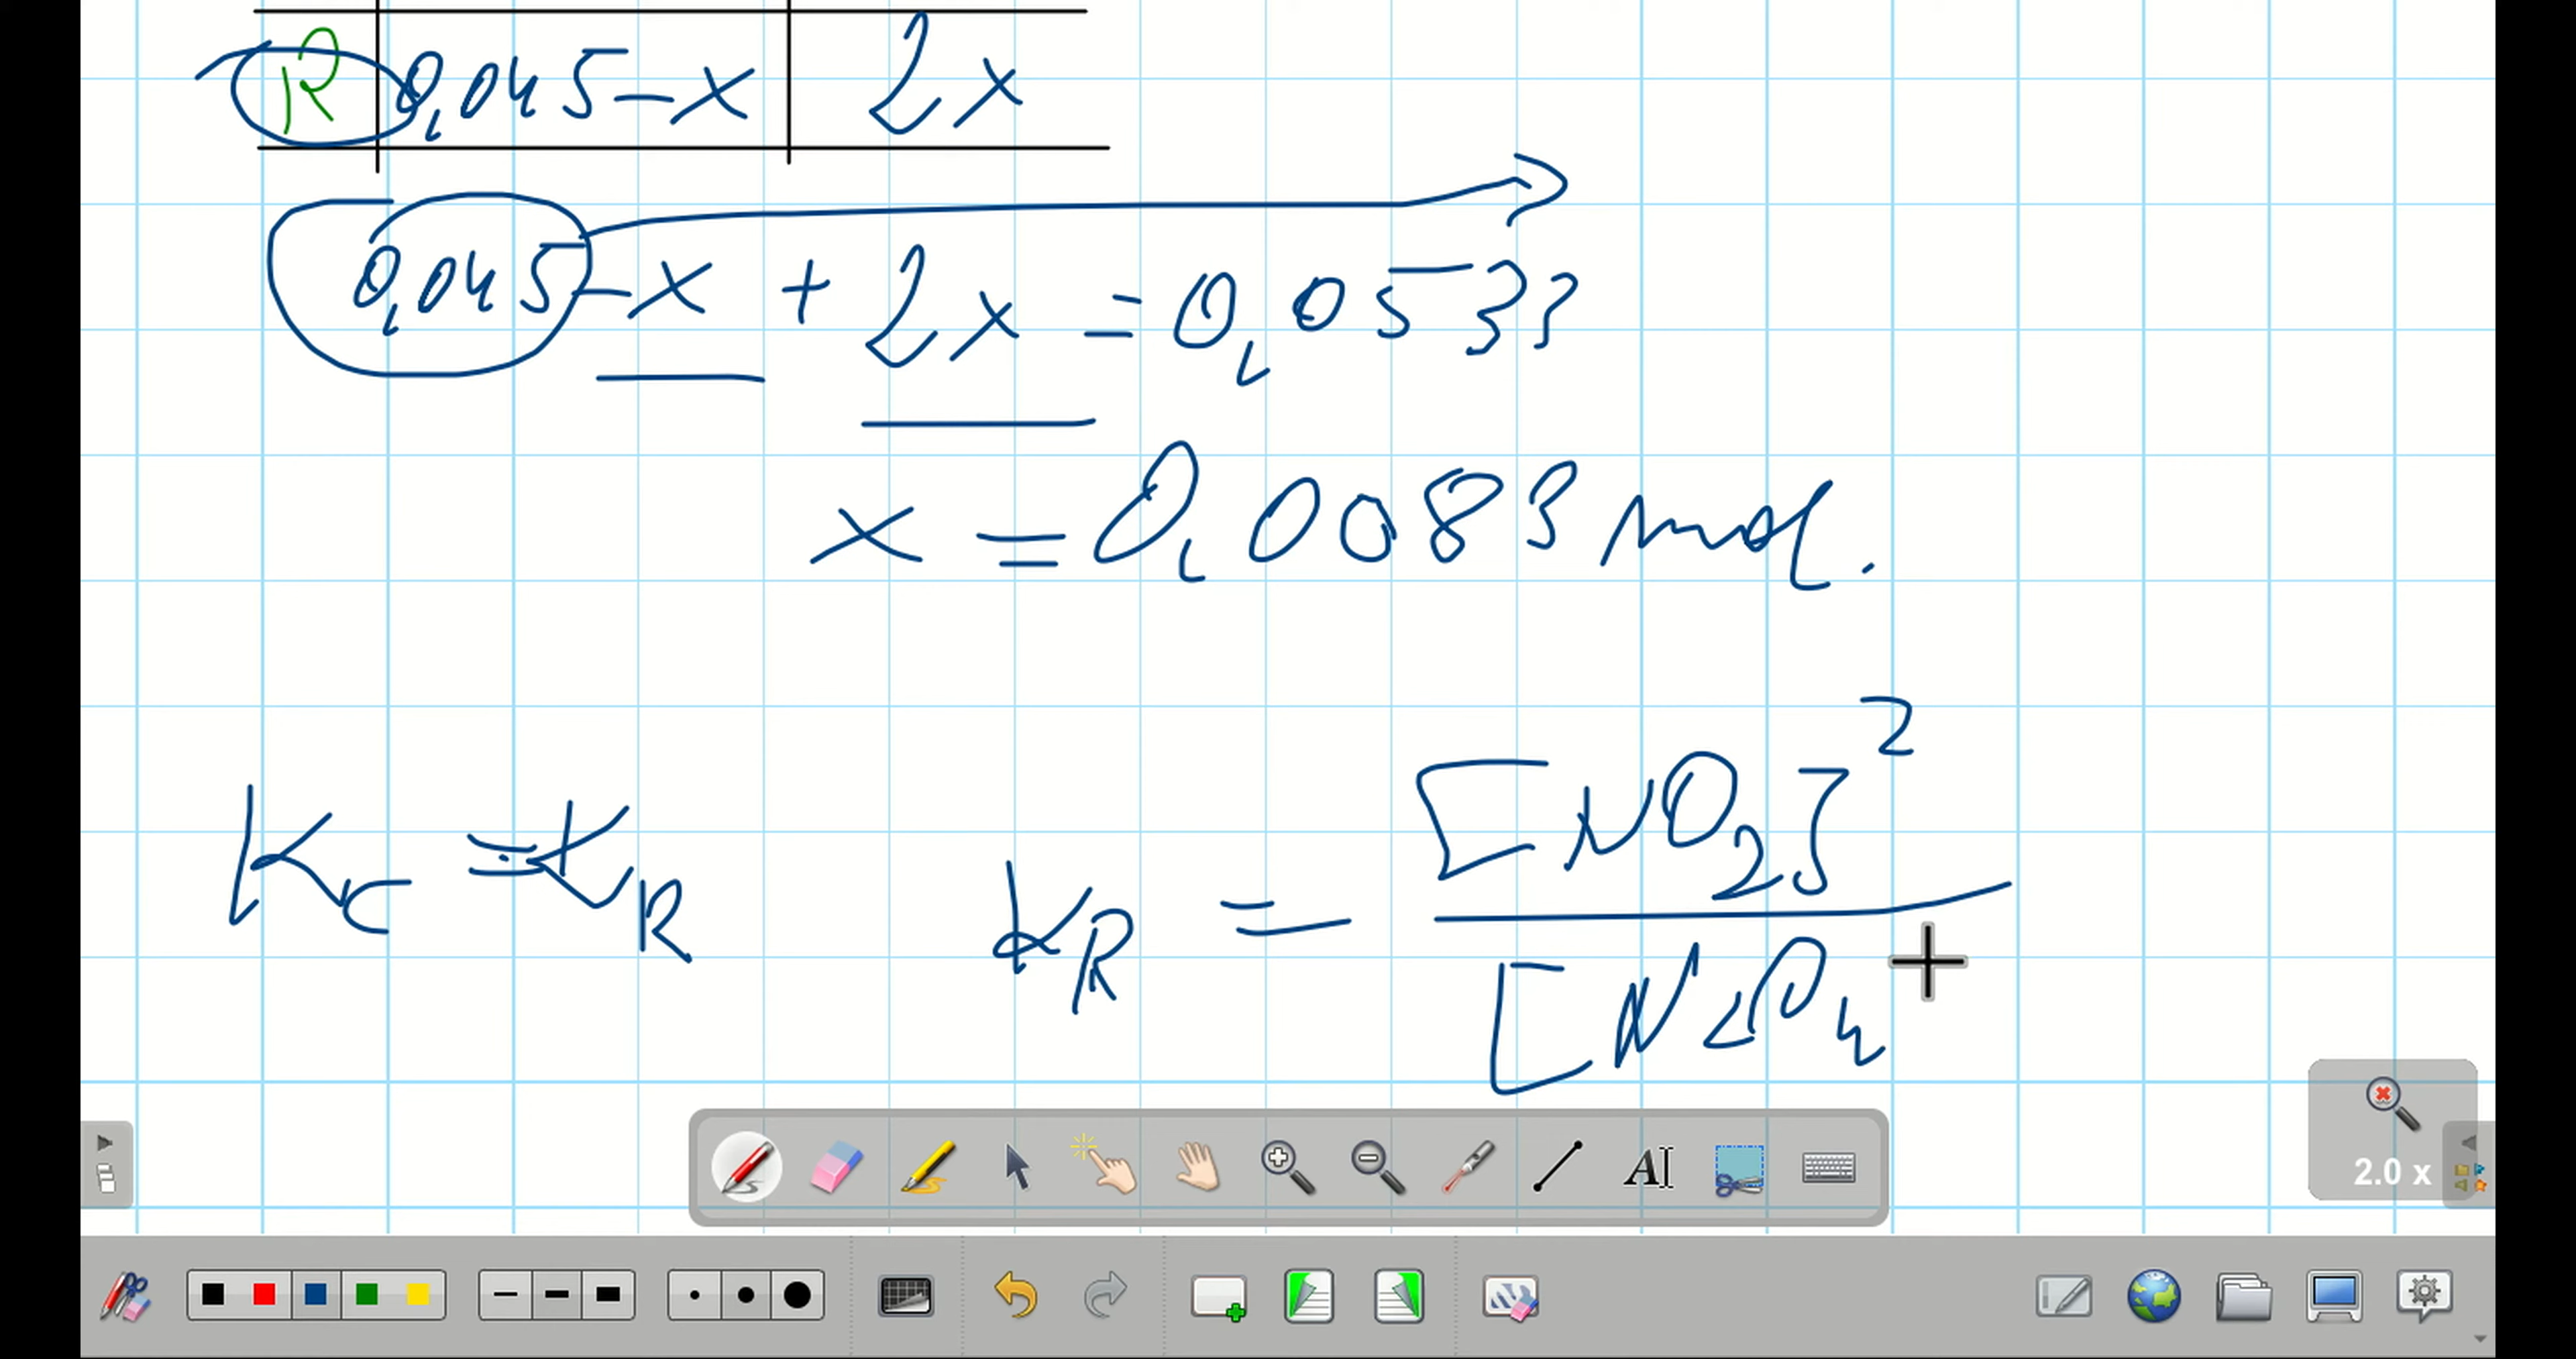 R 0,045-x 2x
0,045-x + 2x = 0,0533
x = 0,0083 mol.
Kc = KR KR = [NO2]²
[N2O4
2.0 x